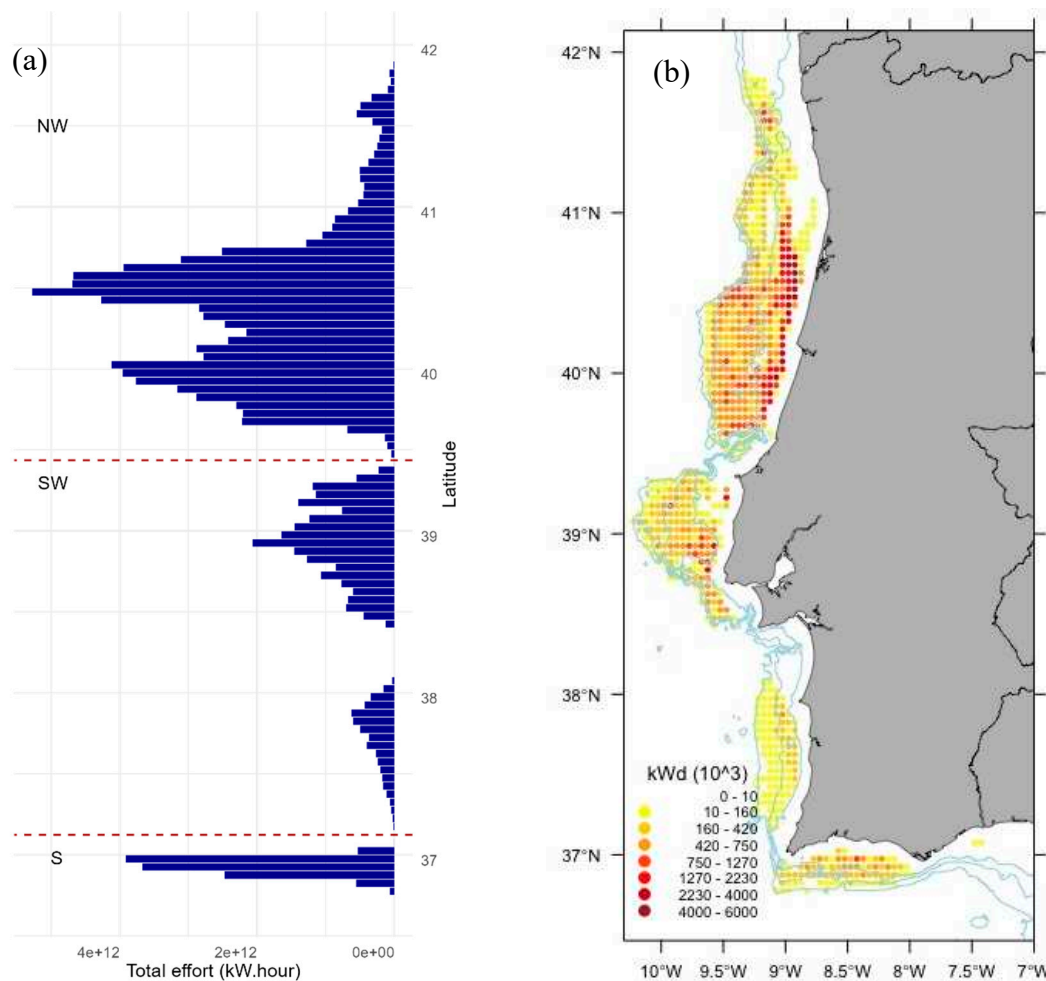 (a)
NW
SW
S
42
41
40
39
38
37
Latitude
4e+12
2e+12
0e+00
Total effort (kW.hour)
(b)
42°N
41°N
40°N
39°N
38°N
37°N
kWd (10^3)
0 - 10
10 - 160
160 - 420
420 - 750
750 - 1270
1270 - 2230
2230 - 4000
4000 - 6000
10°W
9.5°W
9°W
8.5°W
8°W
7.5°W
7°W